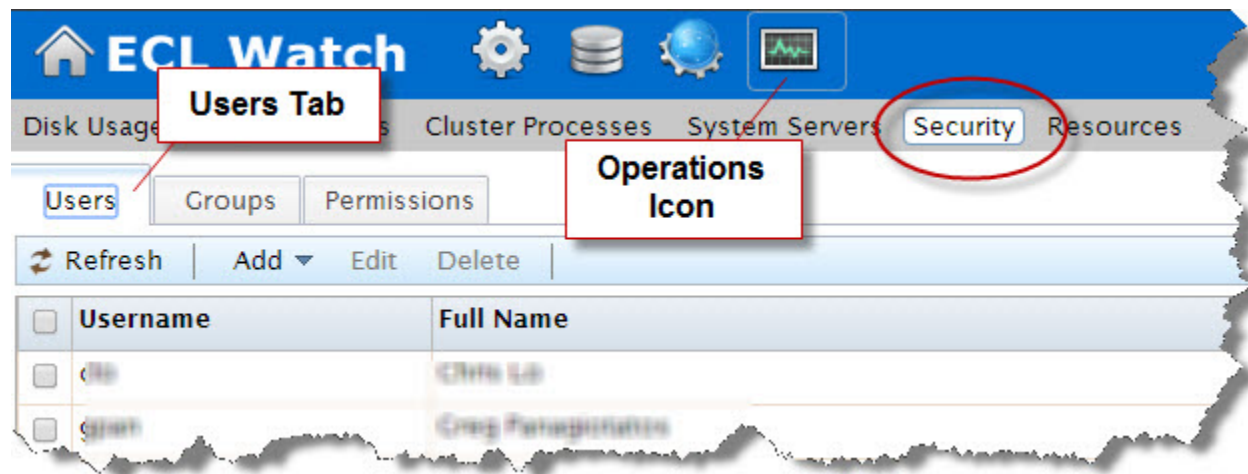 ECL Watch
Users Tab
Disk Usage s Cluster Processes System Servers Security Resources
Operations
Icon
Users Groups Permissions
Refresh Add Edit Delete
Username Full Name